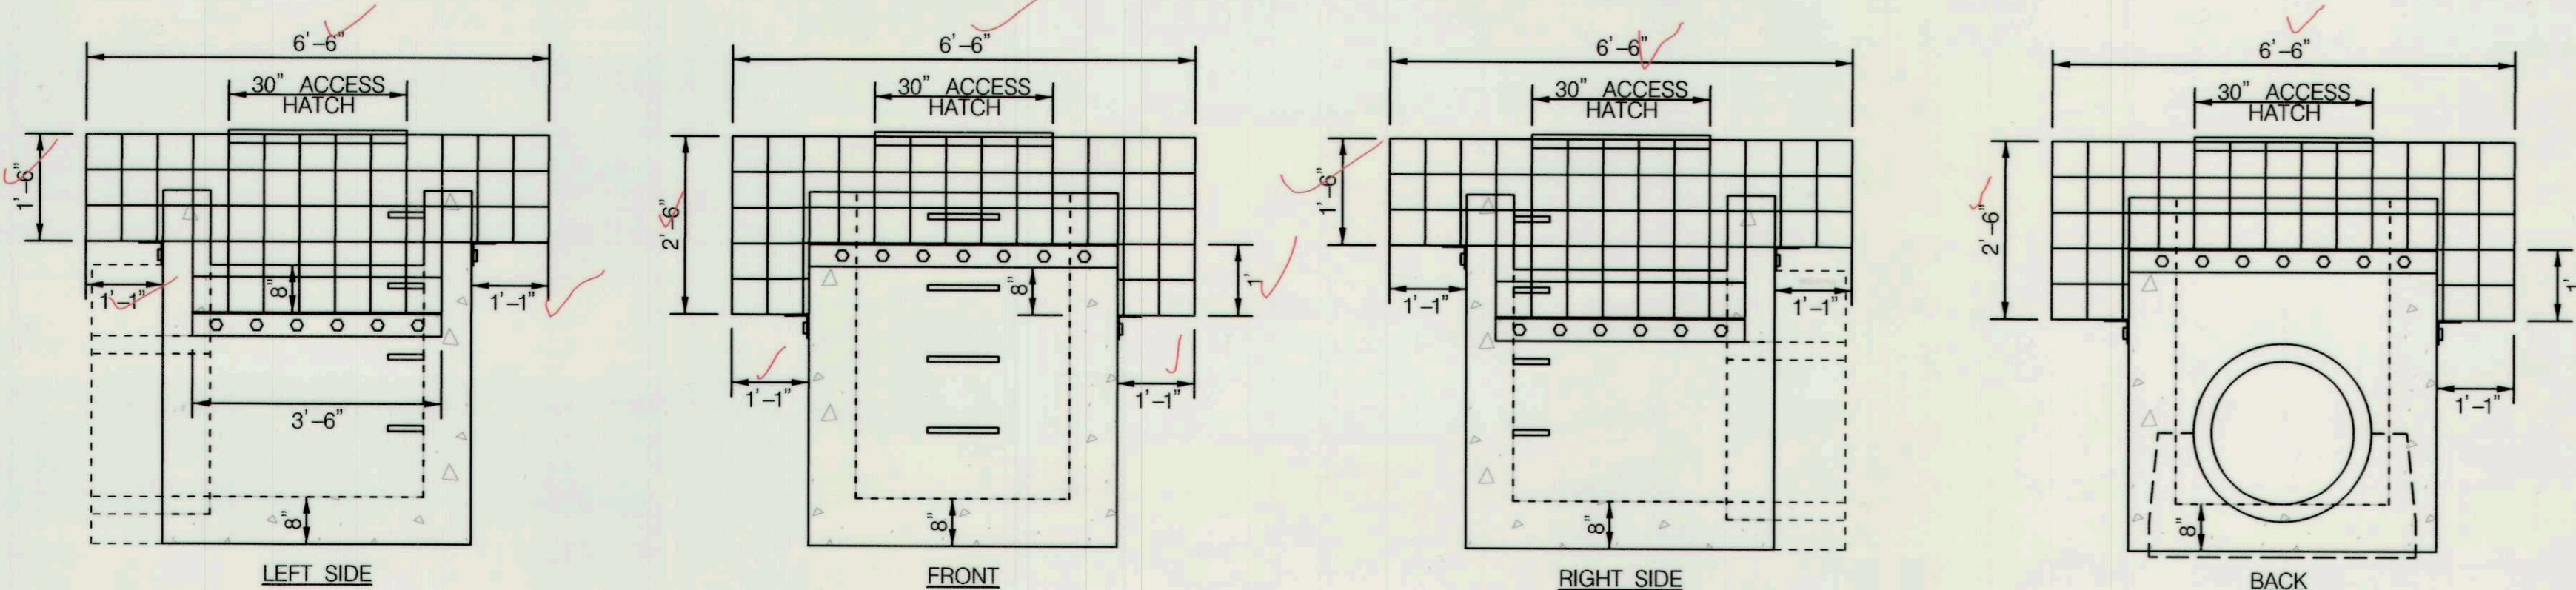 6'-6"
30" ACCESS
HATCH
1'-6"
1'-1"
8"
1'-1"
3'-6"
8"
LEFT SIDE
6'-6"
30" ACCESS
HATCH
2'-6"
8"
1'
1'-1"
1'-1"
8"
FRONT
6'-6"
30" ACCESS
HATCH
1'-6"
1'-1"
1'-1"
8"
RIGHT SIDE
6'-6"
30" ACCESS
HATCH
2'-6"
1'
1'-1"
8"
BACK